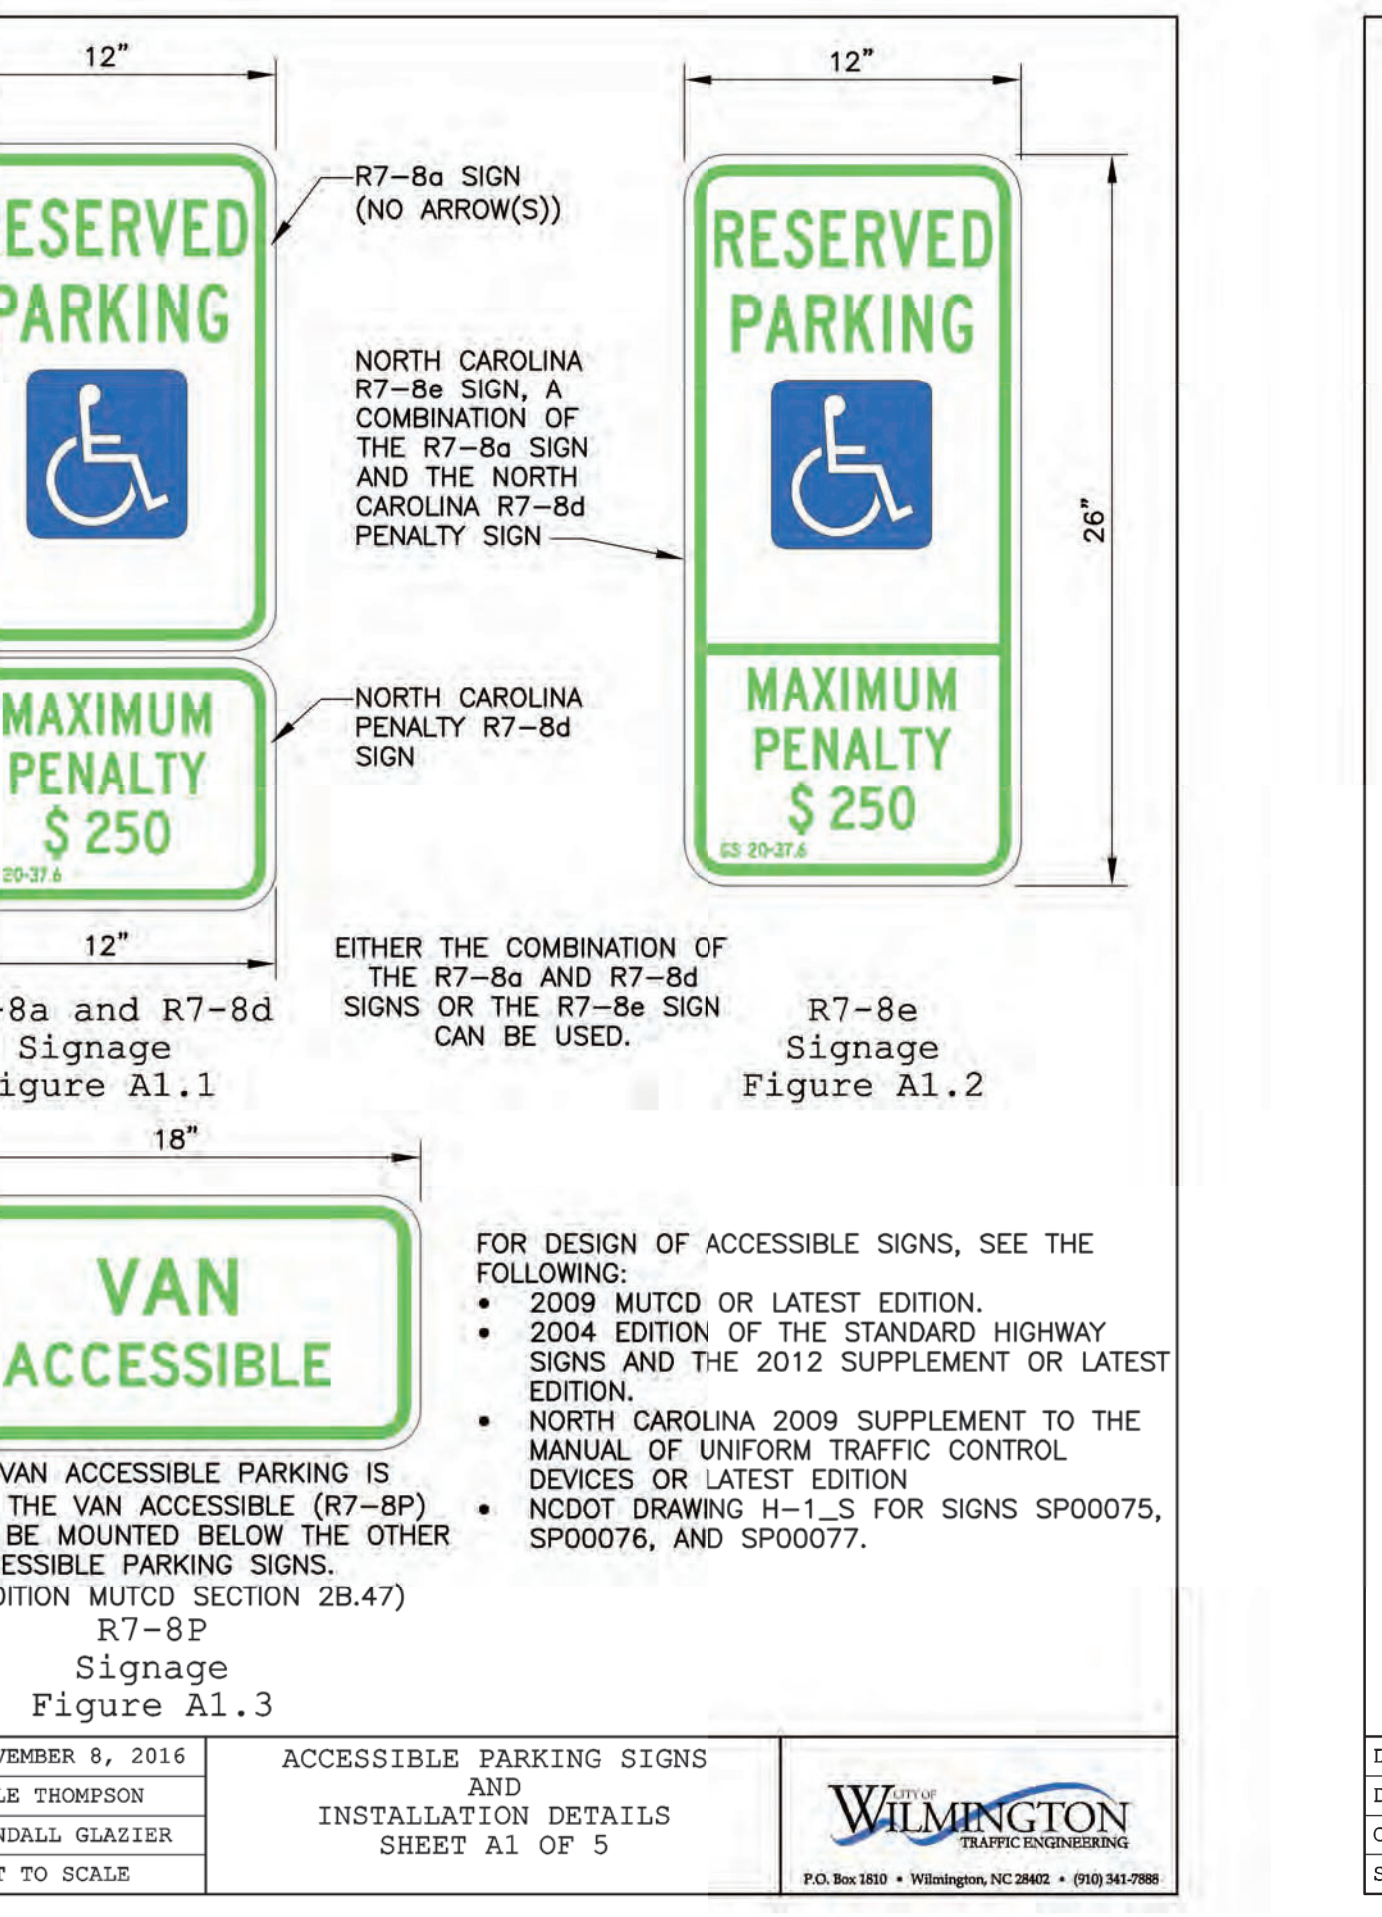 12"
12"
ESERVED
PARKING
R7-8a SIGN
(NO ARROW(S))
NORTH CAROLINA
R7-8e SIGN, A
COMBINATION OF
THE R7-8a SIGN
AND THE NORTH
CAROLINA R7-8d
PENALTY SIGN
RESERVED
PARKING
26"
MAXIMUM
PENALTY
$ 250
20-37.6
NORTH CAROLINA
PENALTY R7-8d
SIGN
MAXIMUM
PENALTY
$ 250
GS 20-37.6
12"
-8a and R7-8d
Signage
igure A1.1
EITHER THE COMBINATION OF
THE R7-8a AND R7-8d
SIGNS OR THE R7-8e SIGN
CAN BE USED.
R7-8e
Signage
Figure A1.2
18"
VAN
ACCESSIBLE
VAN ACCESSIBLE PARKING IS
THE VAN ACCESSIBLE (R7-8P)
BE MOUNTED BELOW THE OTHER
ESSIBLE PARKING SIGNS.
DITION MUTCD SECTION 2B.47)
R7-8P
Signage
Figure A1.3
FOR DESIGN OF ACCESSIBLE SIGNS, SEE THE
FOLLOWING:
• 2009 MUTCD OR LATEST EDITION.
• 2004 EDITION OF THE STANDARD HIGHWAY
SIGNS AND THE 2012 SUPPLEMENT OR LATEST
EDITION.
• NORTH CAROLINA 2009 SUPPLEMENT TO THE
MANUAL OF UNIFORM TRAFFIC CONTROL
DEVICES OR LATEST EDITION
• NCDOT DRAWING H-1_S FOR SIGNS SP00075,
SP00076, AND SP00077.
VEMBER 8, 2016
LE THOMPSON
NDALL GLAZIER
T TO SCALE
ACCESSIBLE PARKING SIGNS
AND
INSTALLATION DETAILS
SHEET A1 OF 5
CITY OF
WILMINGTON
TRAFFIC ENGINEERING
P.O. Box 1810 • Wilmington, NC 28402 • (910) 341-7888